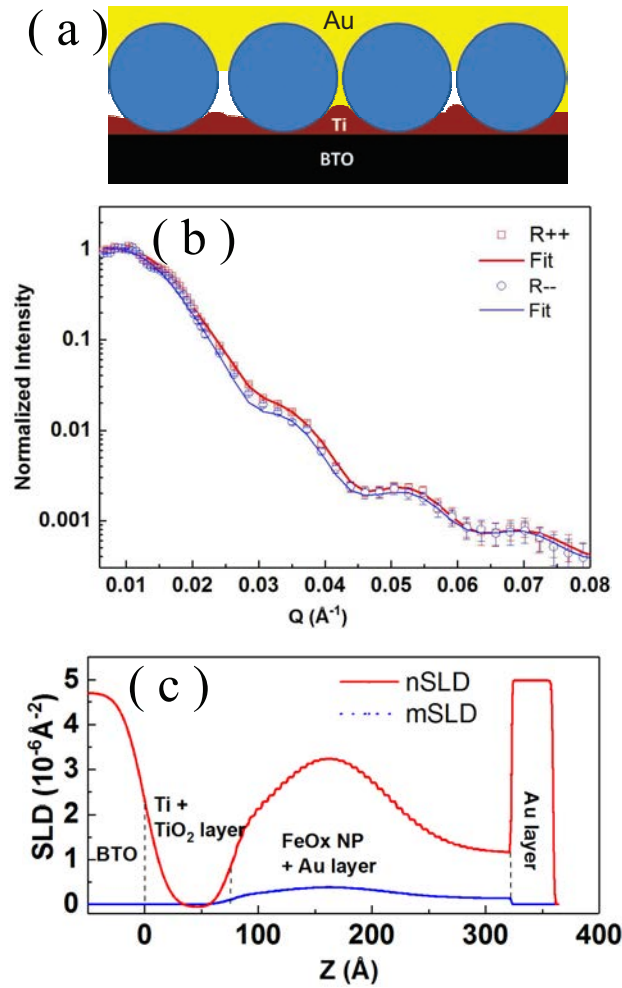 ( a )
Au
Ti
BTO
( b )
R++
Fit
R--
Fit
Normalized Intensity
1
0.1
0.01
0.001
0.01 0.02 0.03 0.04 0.05 0.06 0.07 0.08
Q (Å⁻¹)
( c )
nSLD
mSLD
SLD (10⁻⁶Å⁻²)
5
4
3
2
1
0
BTO
Ti +
TiO₂ layer
FeOx NP
+ Au layer
Au layer
0 100 200 300 400
Z (Å)